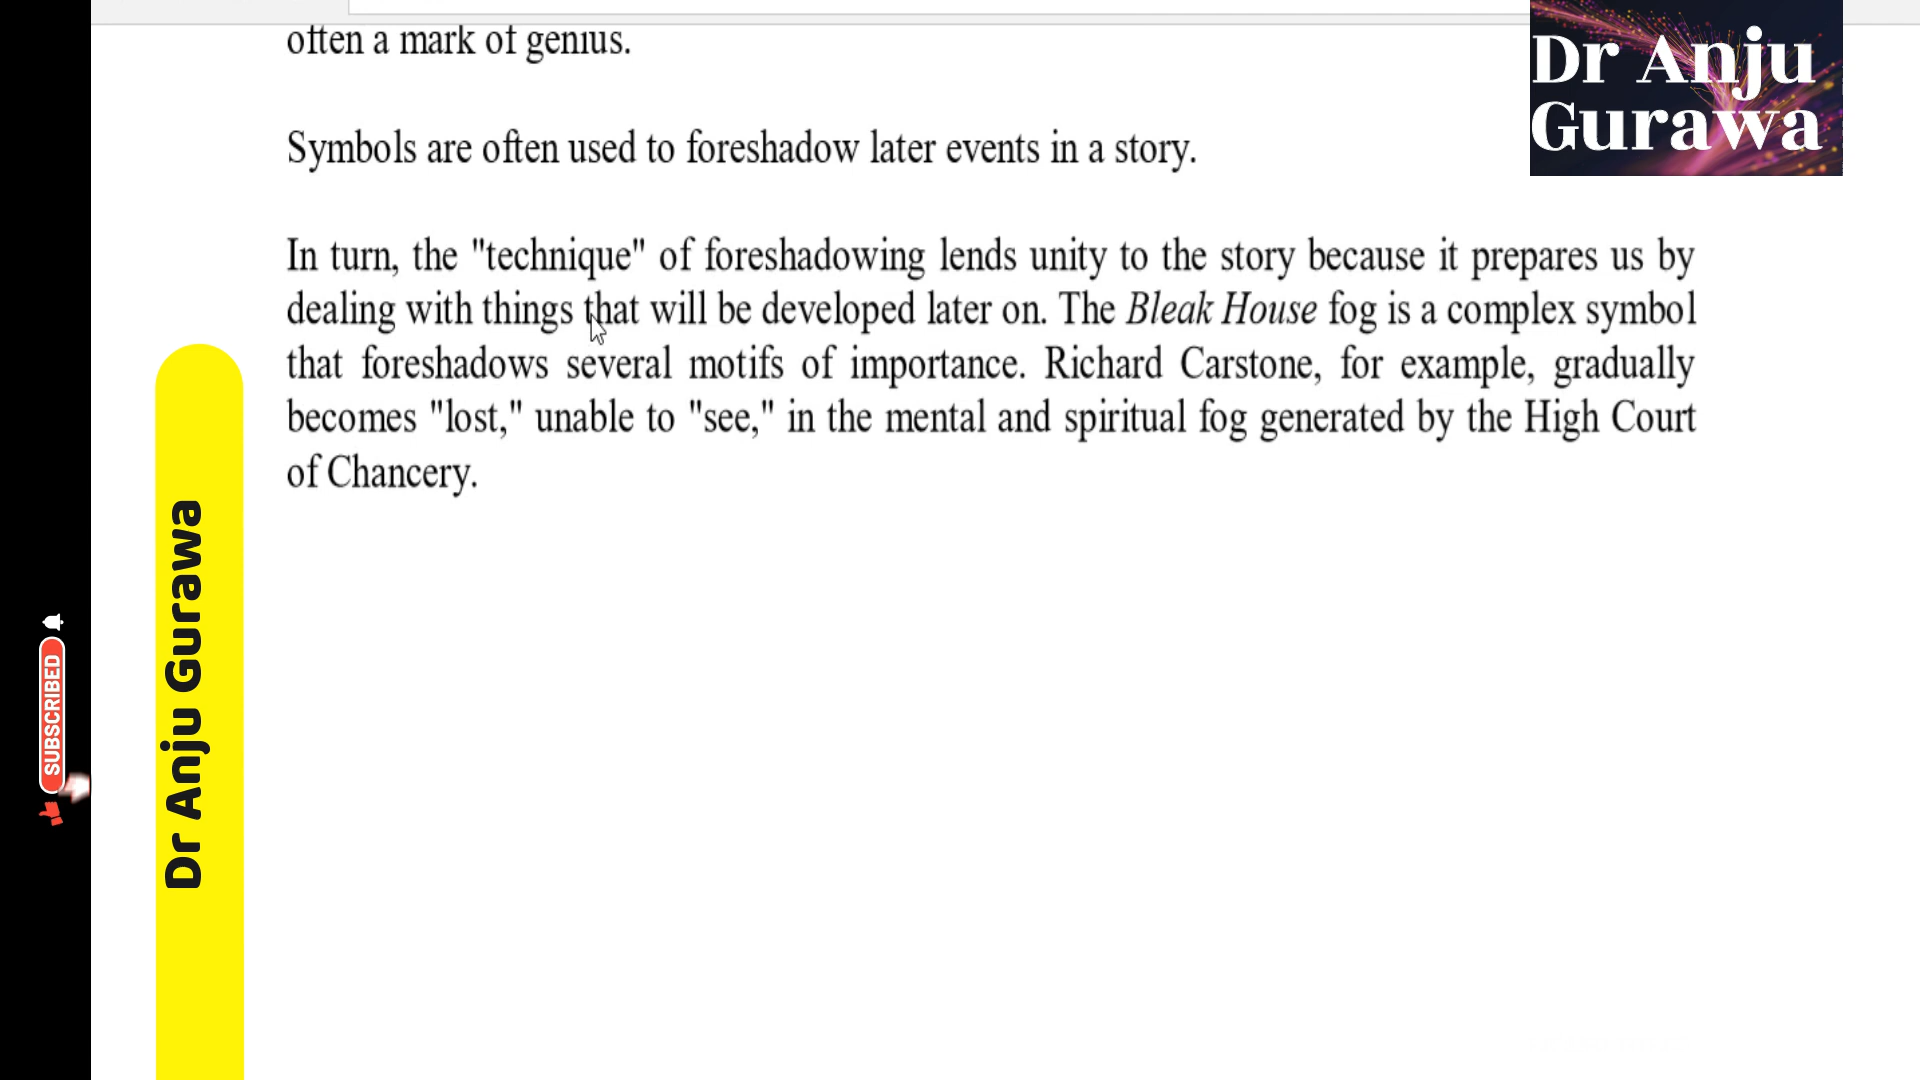 often a mark of genius.
Dr Anju
Gurawa
Symbols are often used to foreshadow later events in a story.
In turn, the "technique" of foreshadowing lends unity to the story because it prepares us by
dealing with things that will be developed later on. The Bleak House fog is a complex symbol
that foreshadows several motifs of importance. Richard Carstone, for example, gradually
becomes "lost," unable to "see," in the mental and spiritual fog generated by the High Court
of Chancery.
Dr Anju Gurawa
SUBSCRIBED